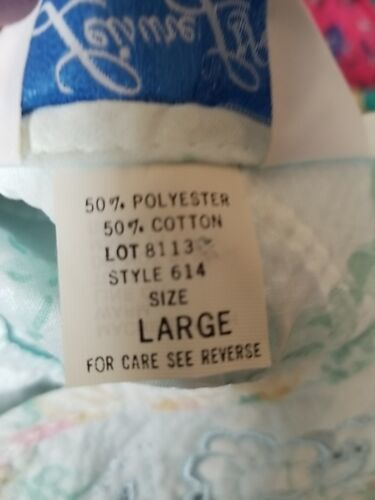 50% POLYESTER
50% COTTON
LOT 8113
STYLE 614
SIZE
LARGE
FOR CARE SEE REVERSE